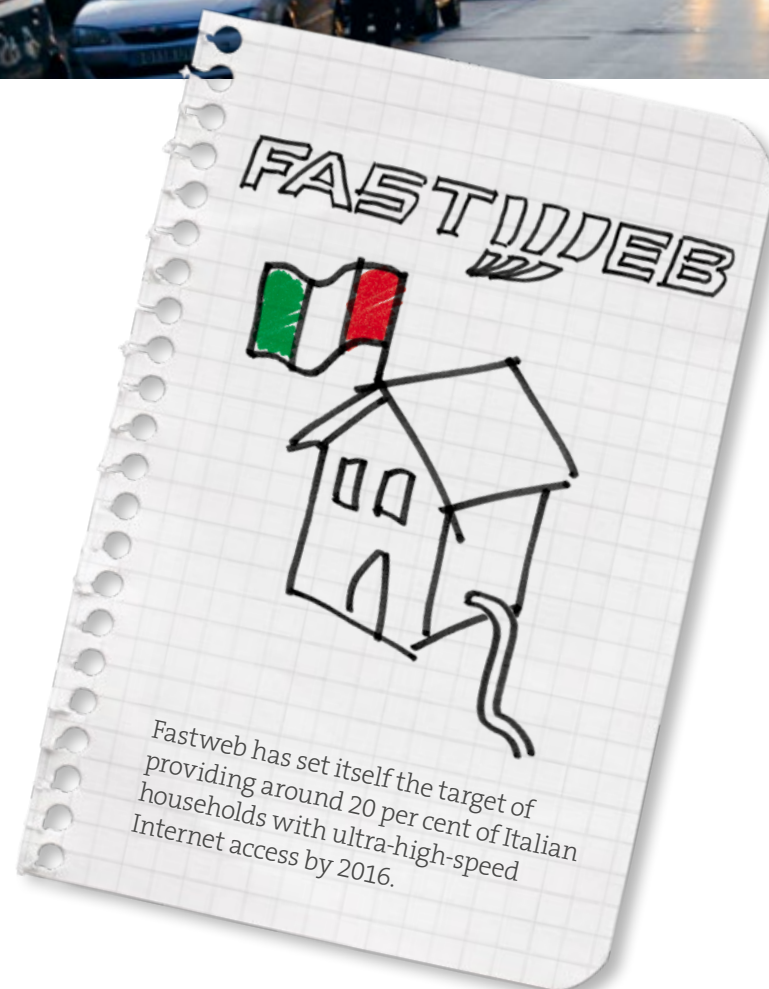 FASTWEB
Fastweb has set itself the target of
providing around 20 per cent of Italian
households with ultra-high-speed
Internet access by 2016.